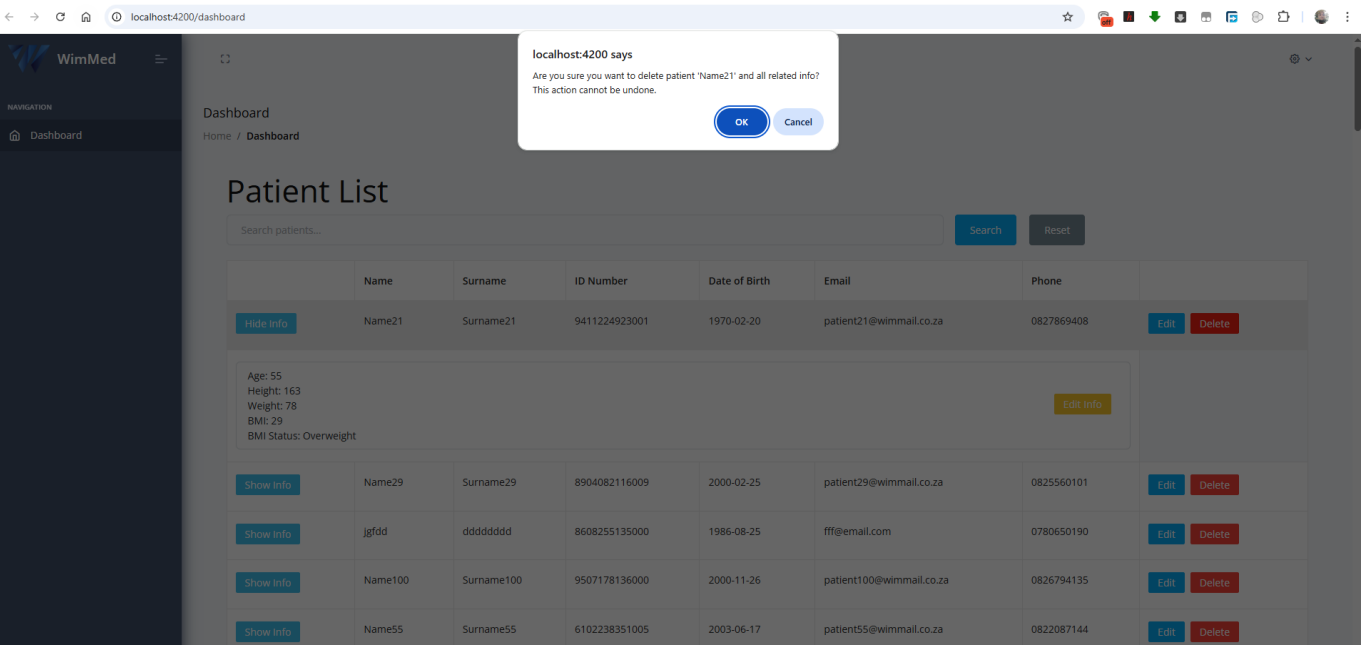 localhost:4200/dashboard
off
WimMed
localhost:4200 says
Are you sure you want to delete patient 'Name21' and all related info?
This action cannot be undone.
OK Cancel
NAVIGATION
Dashboard
Dashboard
Home / Dashboard
Patient List
Search patients... Search Reset
Name Surname ID Number Date of Birth Email Phone
Hide Info Name21 Surname21 9411224923001 1970-02-20 patient21@wimmail.co.za 0827869408 Edit Delete
Age: 55
Height: 163
Weight: 78
BMI: 29
BMI Status: Overweight
Edit Info
Show Info Name29 Surname29 8904082116009 2000-02-25 patient29@wimmail.co.za 0825560101 Edit Delete
Show Info jgfdd dddddddd 8608255135000 1986-08-25 fff@email.com 0780650190 Edit Delete
Show Info Name100 Surname100 9507178136000 2000-11-26 patient100@wimmail.co.za 0826794135 Edit Delete
Show Info Name55 Surname55 6102238351005 2003-06-17 patient55@wimmail.co.za 0822087144 Edit Delete